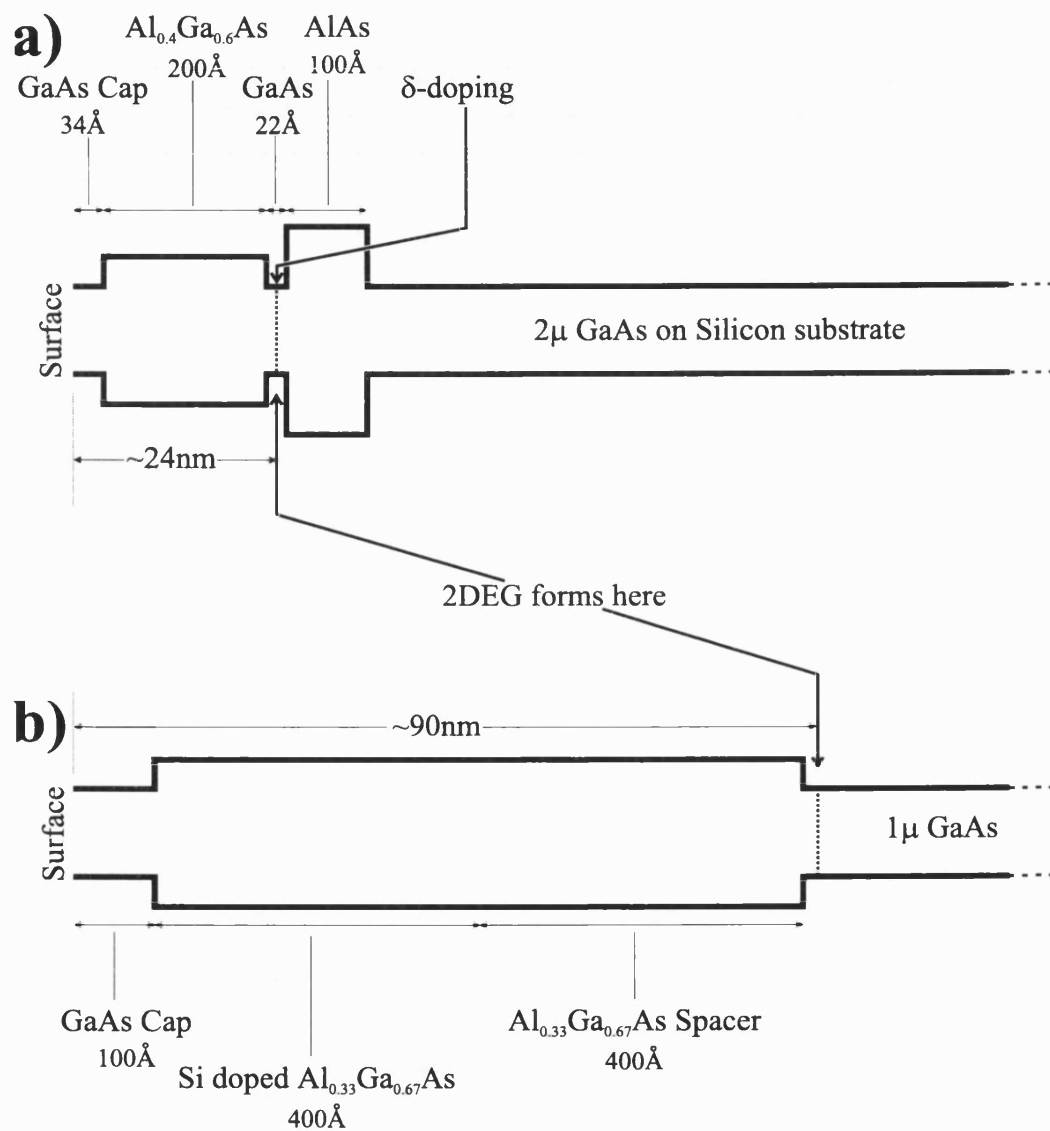 a)
Al₀.₄Ga₀.₆As
200Å
AlAs
100Å
GaAs Cap
34Å
GaAs
22Å
δ-doping
Surface
2μ GaAs on Silicon substrate
~24nm
2DEG forms here
b)
~90nm
Surface
1μ GaAs
GaAs Cap
100Å
Si doped Al₀.₃₃Ga₀.₆₇As
400Å
Al₀.₃₃Ga₀.₆₇As Spacer
400Å